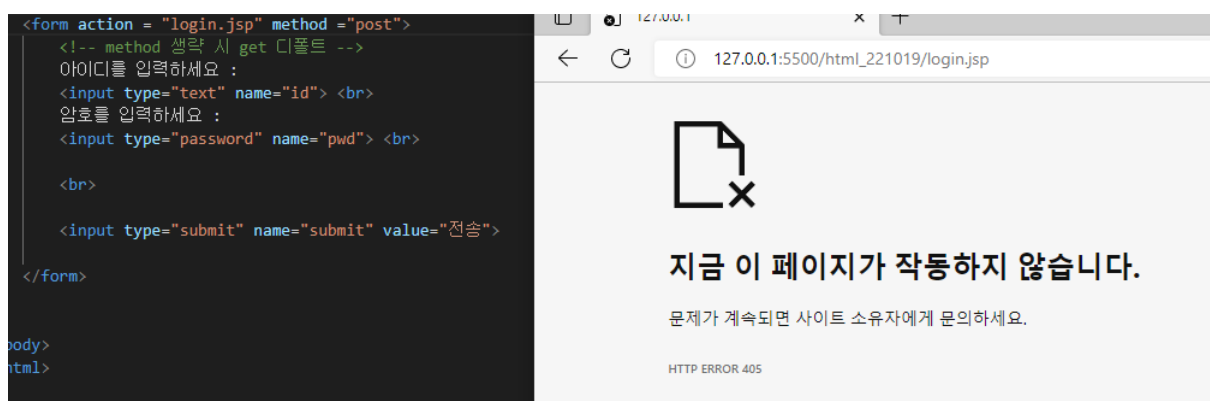 <form action = "login.jsp" method ="post">
<!-- method 생략 시 get 디폴트 -->
아이디를 입력하세요 :
<input type="text" name="id"> <br>
암호를 입력하세요 :
<input type="password" name="pwd"> <br>
<br>
<input type="submit" name="submit" value="전송">
</form>
body>
html>
127.0.0.1
127.0.0.1:5500/html_221019/login.jsp
지금 이 페이지가 작동하지 않습니다.
문제가 계속되면 사이트 소유자에게 문의하세요.
HTTP ERROR 405